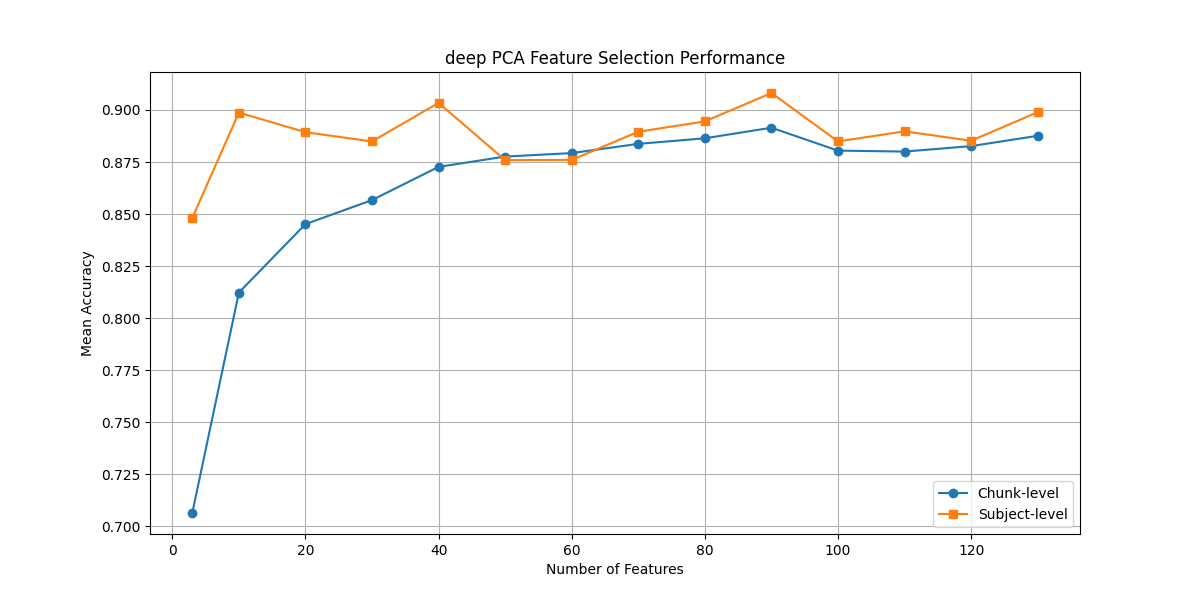 deep PCA Feature Selection Performance
Mean Accuracy
0.900
0.875
0.850
0.825
0.800
0.775
0.750
0.725
0.700
Chunk-level
Subject-level
0 20 40 60 80 100 120
Number of Features